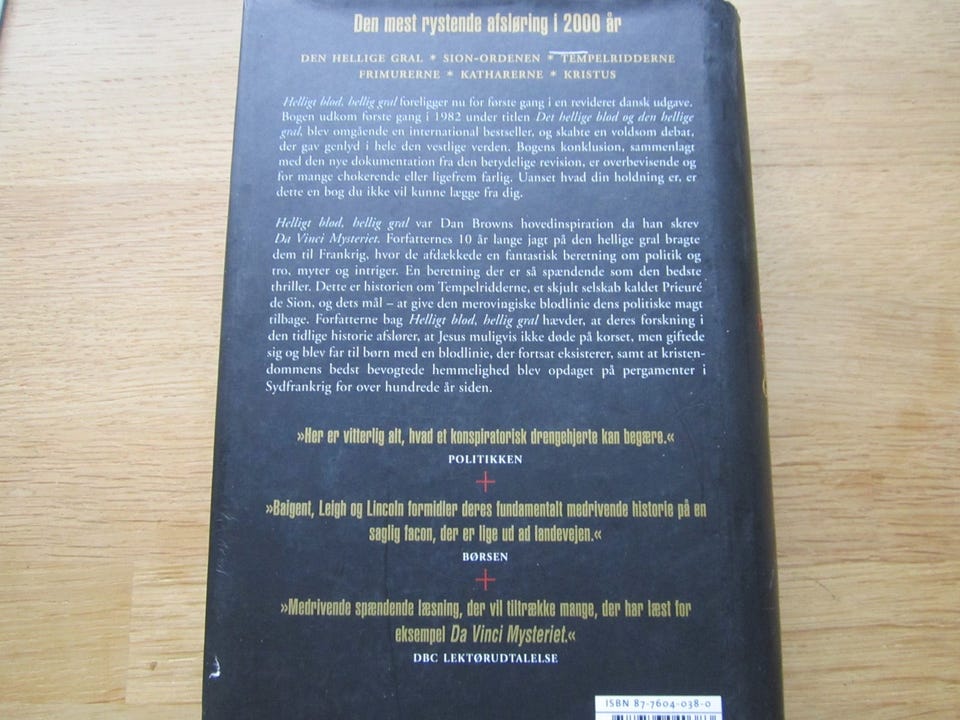 Den mest rystende afsløring i 2000 år
DEN HELLIGE GRAL * SION-ORDENEN * TEMPELRIDDERNE
FRIMURERNE * KATHARERNE * KRISTUS
Helligt blod, hellig gral foreligger nu for første gang i en revideret dansk udgave.
Bogen udkom første gang i 1982 under titlen Det hellige blod og den hellige
gral, blev omgående en international bestseller, og skabte en voldsom debat,
der gav genlyd i hele den vestlige verden. Bogens konklusion, sammenlagt
med den nye dokumentation fra den betydelige revision, er overbevisende og
for mange chokerende eller ligefrem farlig. Uanset hvad din holdning er, er
dette en bog du ikke vil kunne lægge fra dig.
Helligt blod, hellig gral var Dan Browns hovedinspiration da han skrev
Da Vinci Mysteriet. Forfatternes 10 år lange jagt på den hellige gral bragte
dem til Frankrig, hvor de afdækkede en fantastisk beretning om politik og
tro, myter og intriger. En beretning der er så spændende som den bedste
thriller. Dette er historien om Tempelridderne, et skjult selskab kaldet Prieuré
de Sion, og dets mål – at give den merovingiske blodlinie dens politiske magt
tilbage. Forfatterne bag Helligt blod, hellig gral hævder, at deres forskning i
den tidlige historie afslører, at Jesus muligvis ikke døde på korset, men giftede
sig og blev far til børn med en blodlinie, der fortsat eksisterer, samt at kristen-
dommens bedst bevogtede hemmelighed blev opdaget på pergamenter i
Sydfrankrig for over hundrede år siden.
»Her er vitterlig alt, hvad et konspiratorisk drengehjerte kan begære.«
POLITIKKEN
»Baigent, Leigh og Lincoln formidler deres fundamentalt medrivende historie på en
saglig facon, der er lige ud ad landevejen.«
BØRSEN
»Medrivende spændende læsning, der vil tiltrække mange, der har læst for
eksempel Da Vinci Mysteriet.«
DBC LEKTØRUDTALELSE
ISBN 87-7604-038-0